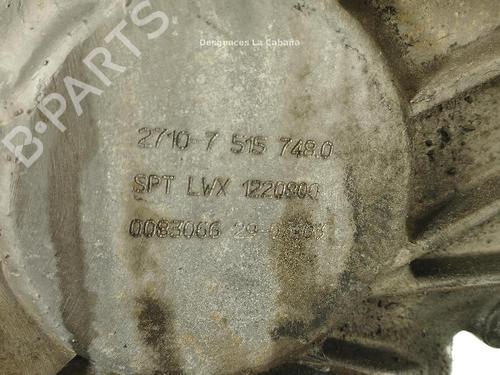 Desguaces La Cabaña
B-PARTS
2710-7 515 748.0
SPT LWX 1220800
0083066